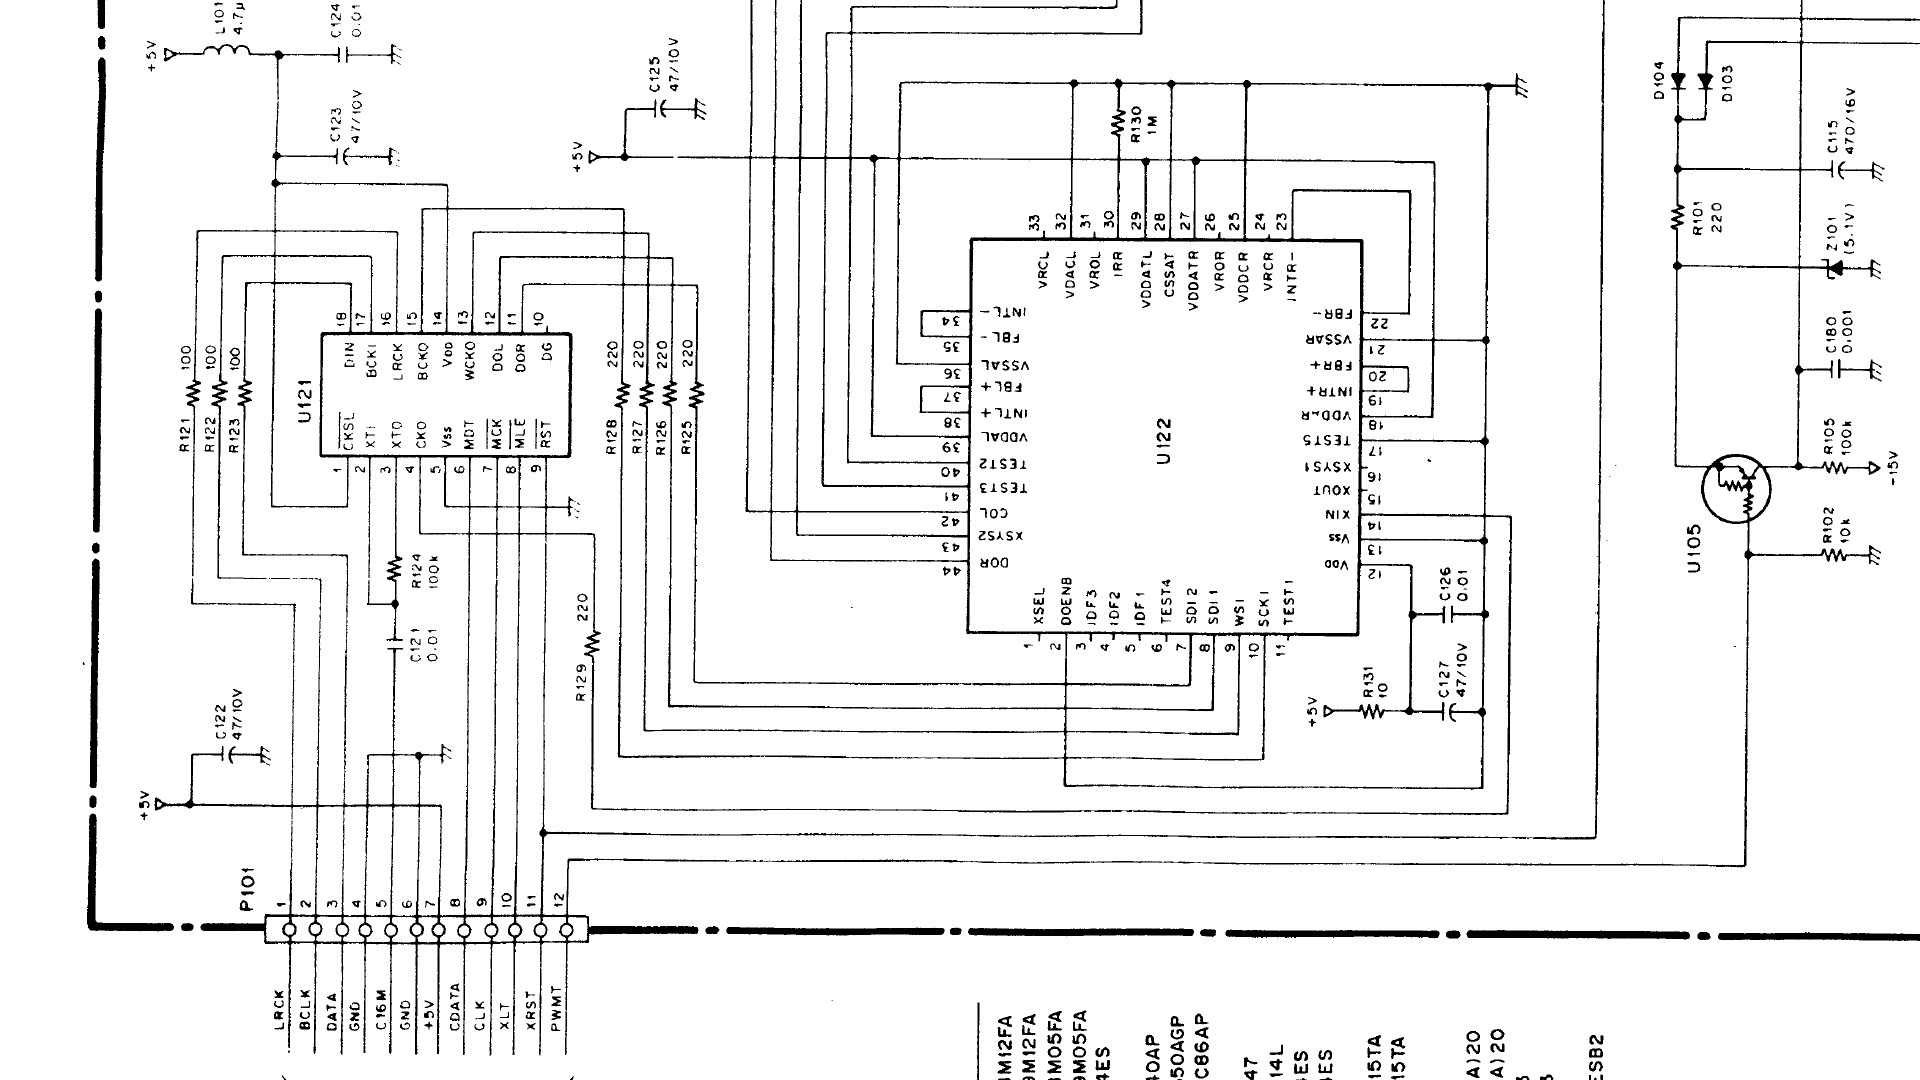 L101
4.7μ
+5V
C124
0.01
C123
47/10V
C125
47/10V
+5V
R130
1M
D104
D103
C115
470/16V
R101
220
Z101
(5.1V)
C180
0.001
R105
100k
-15V
R102
10k
U105
R121
100
R122
100
R123
100
U121
18
17
16
15
14
13
12
11
10
DIN
BCKI
LRCK
BCKO
VDD
WCKO
DOL
DOR
DG
CKSL
XTI
XTO
CKO
Vss
MDT
MCK
MLE
RST
1
2
3
4
5
6
7
8
9
R128
220
R127
220
R126
220
R125
220
R124
100k
C121
0.01
R129
220
C122
47/10V
+5V
U122
33
32
31
30
29
28
27
26
25
24
23
VRCL
VDACL
VROL
IRR
VDDATL
CSSAT
VDDATR
VROR
VDDCR
VRCR
INTR-
34
35
36
37
38
39
40
41
42
43
44
INTL-
FBL-
VSSAL
FBL+
INTL+
VDDAL
TEST2
TEST3
COL
XSYS2
DOR
FBR-
VSSAR
FBR+
INTR+
TEST5
XSYS1
XOUT
XIN
Vss
VDD
22
21
20
19
18
17
16
15
14
13
12
XSEL
DOENB
IDF3
IDF2
IDF1
TEST4
SDI2
SDI1
WSI
SCKI
TEST1
1
2
3
4
5
6
7
8
9
10
11
C126
0.01
C127
47/10V
R131
10
+5V
P101
1
2
3
4
5
6
7
8
9
10
11
12
LRCK
BCLK
DATA
GND
C16M
GND
+5V
CDATA
CLK
XLT
XRST
PWMT
M12FA
M12FA
M05FA
M05FA
4ES
40AP
50AGP
C86AP
47
14L
ES
ES
15TA
15TA
A)20
A)20
ESB2